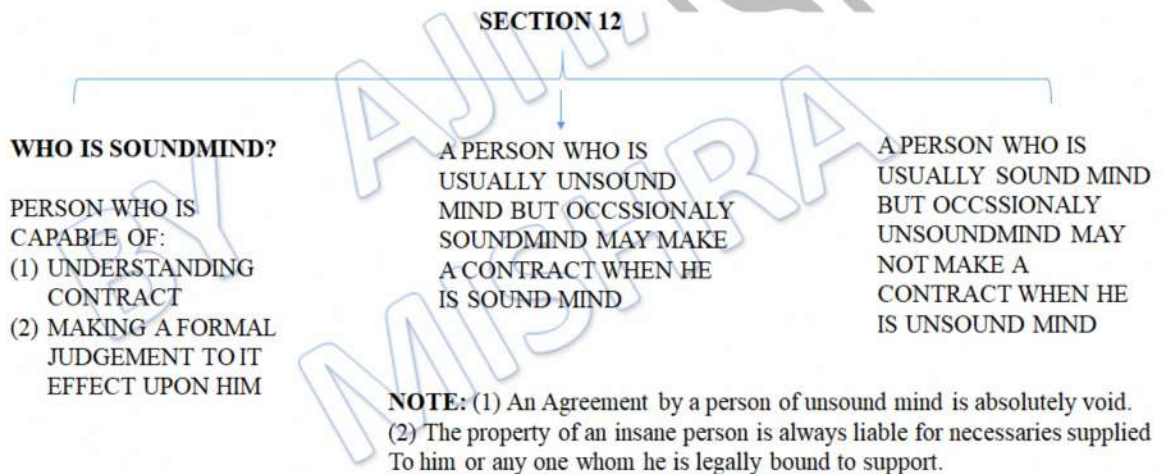 SECTION 12
WHO IS SOUNDMIND?
PERSON WHO IS
CAPABLE OF:
(1) UNDERSTANDING
CONTRACT
(2) MAKING A FORMAL
JUDGEMENT TO IT
EFFECT UPON HIM
A PERSON WHO IS
USUALLY UNSOUND
MIND BUT OCCSSIONALY
SOUNDMIND MAY MAKE
A CONTRACT WHEN HE
IS SOUND MIND
A PERSON WHO IS
USUALLY SOUND MIND
BUT OCCSSIONALY
UNSOUNDMIND MAY
NOT MAKE A
CONTRACT WHEN HE
IS UNSOUND MIND
NOTE: (1) An Agreement by a person of unsound mind is absolutely void.
(2) The property of an insane person is always liable for necessaries supplied
To him or any one whom he is legally bound to support.
BY
MISHRA